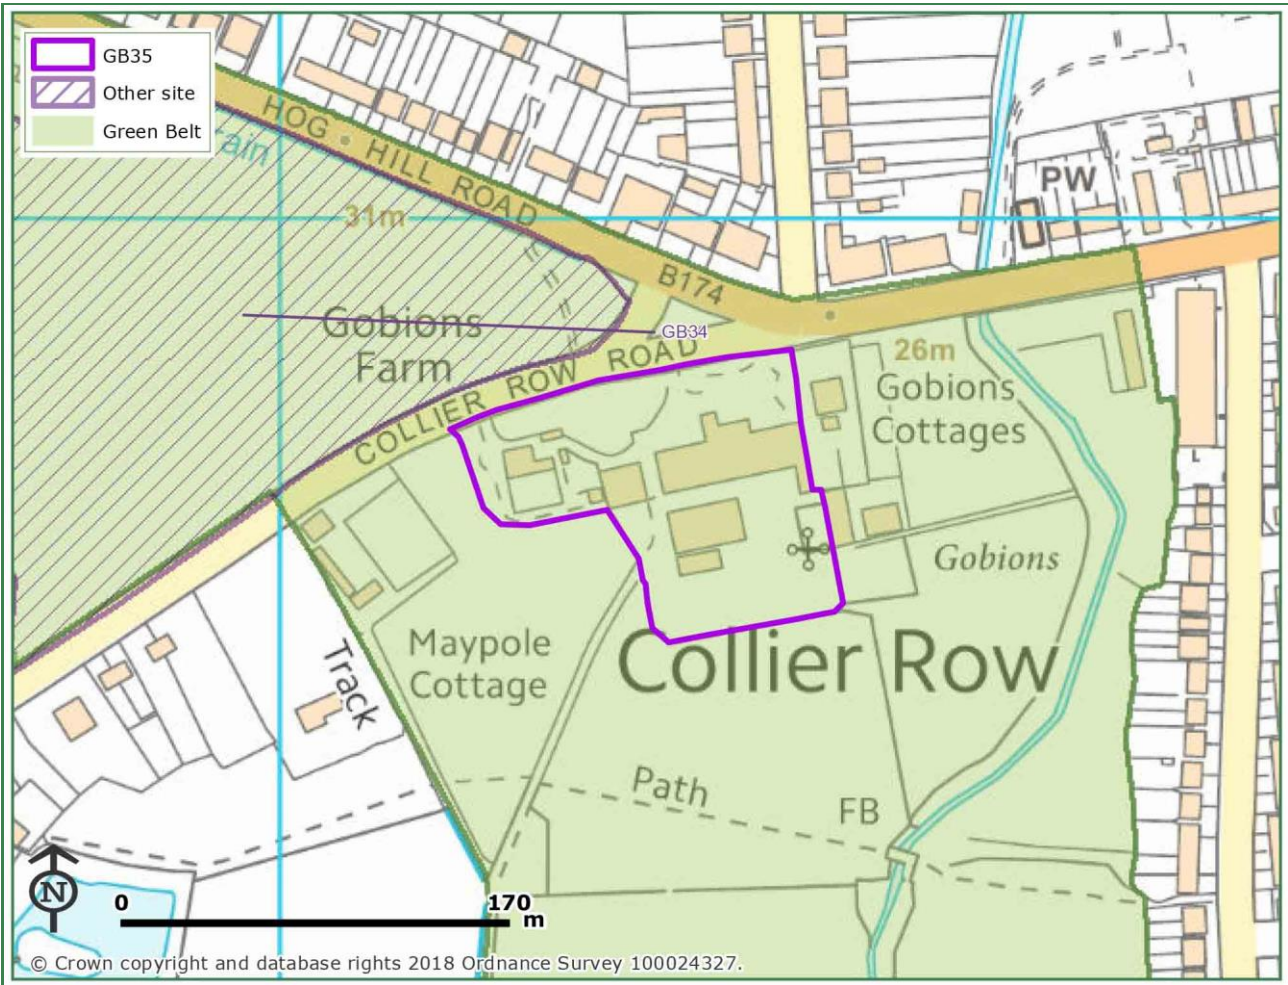 GB35
Other site
Green Belt
rain
HOG HILL ROAD
31m
PW
B174
GB34
Gobions
Farm
COLLIER ROW ROAD
26m
Gobions
Cottages
Gobions
Maypole
Cottage
Collier Row
Track
Path
FB
L
N
0
170
m
© Crown copyright and database rights 2018 Ordnance Survey 100024327.